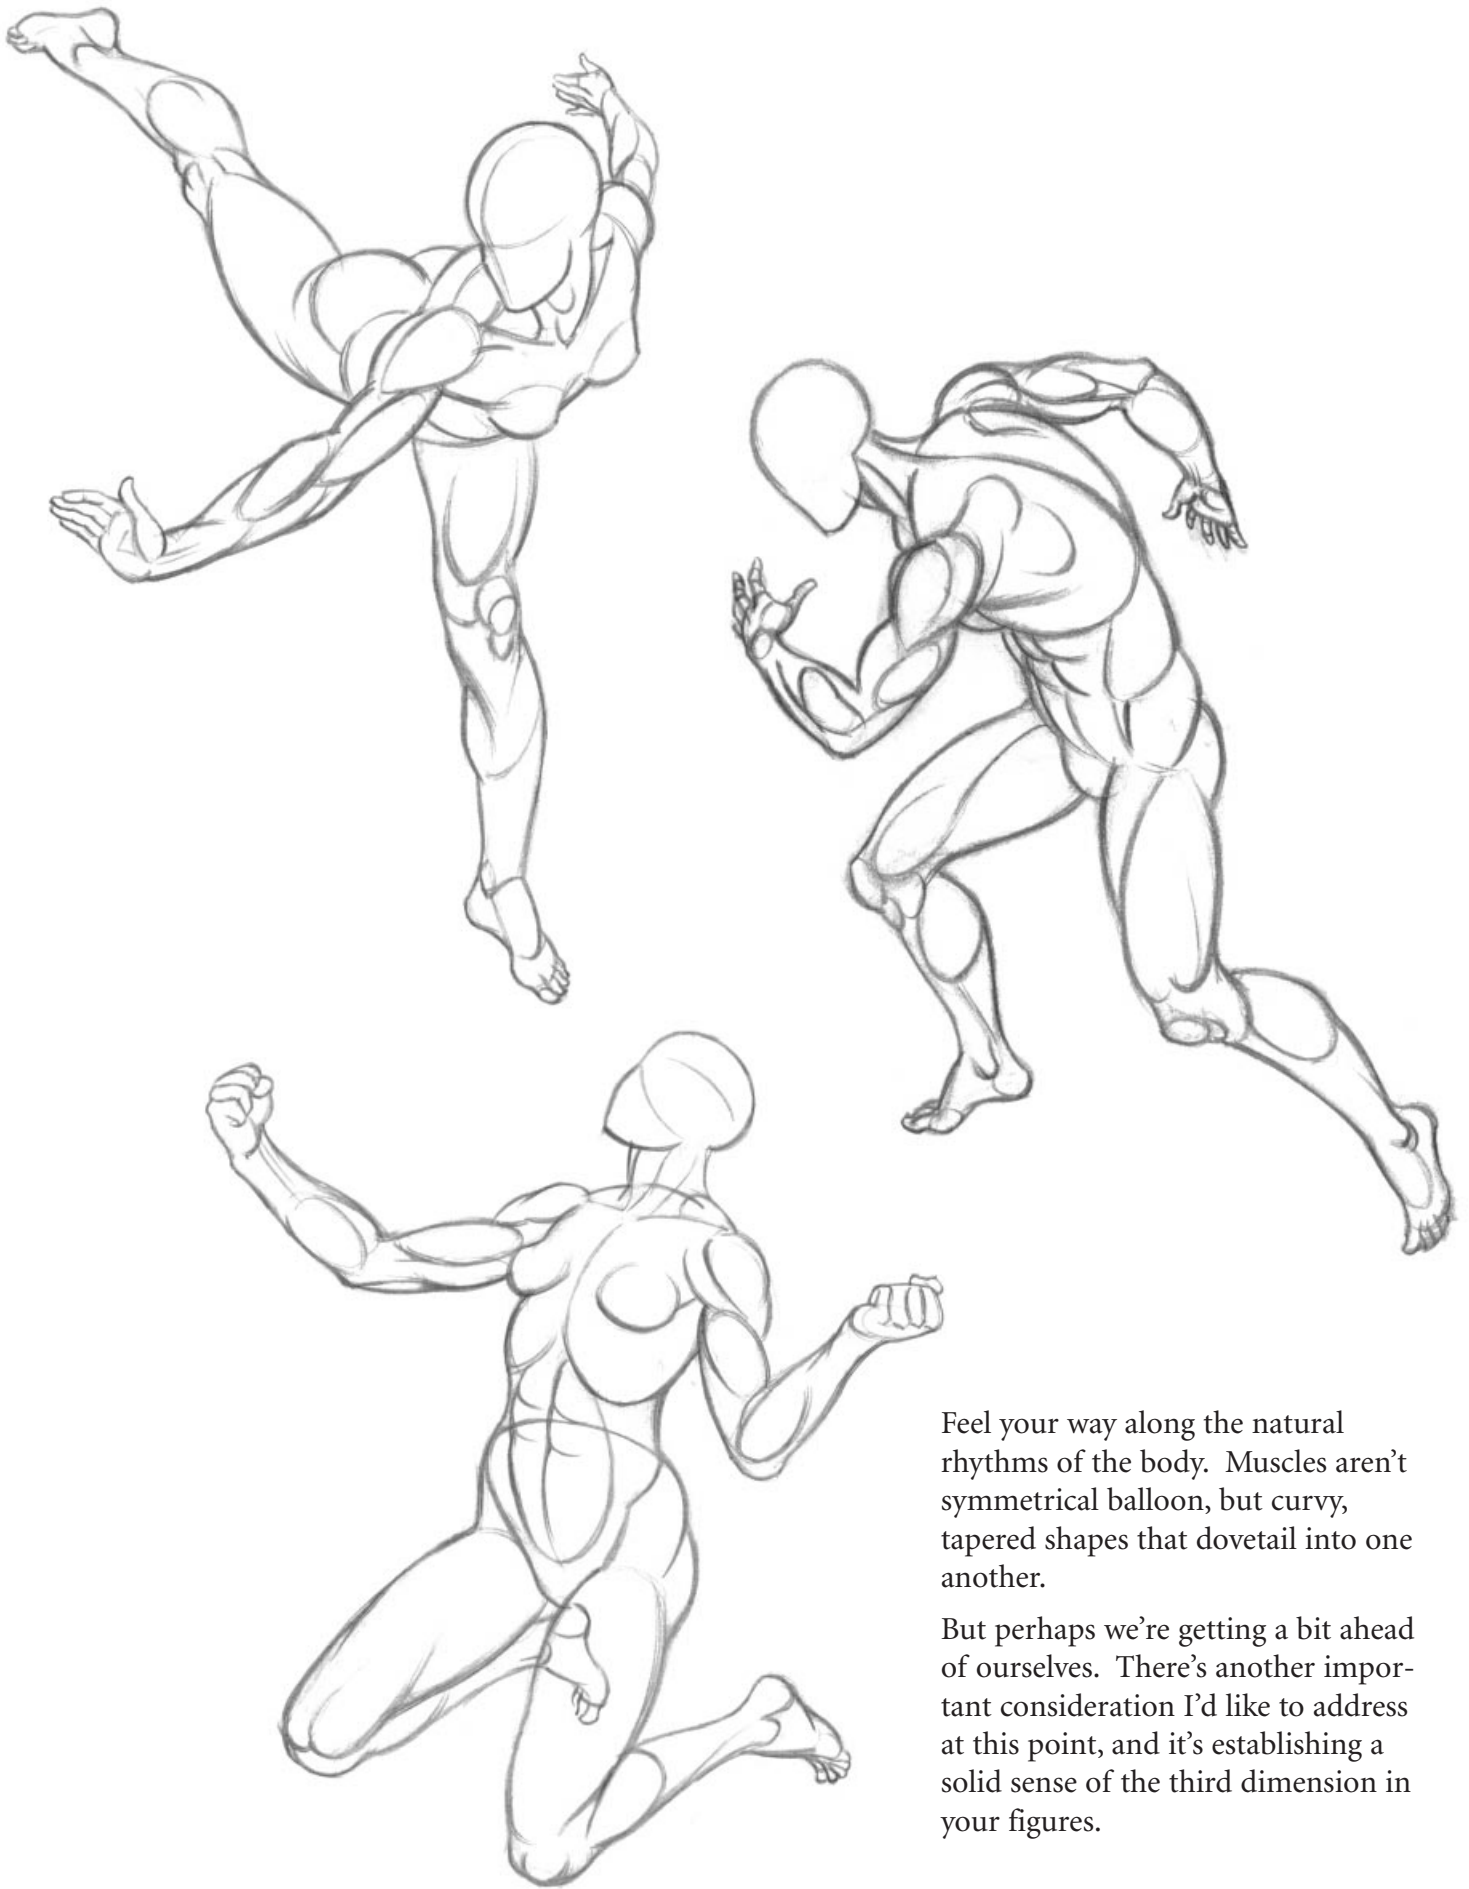 Feel your way along the natural
rhythms of the body.  Muscles aren’t
symmetrical balloon, but curvy,
tapered shapes that dovetail into one
another.
But perhaps we’re getting a bit ahead
of ourselves.  There’s another impor-
tant consideration I’d like to address
at this point, and it’s establishing a
solid sense of the third dimension in
your figures.